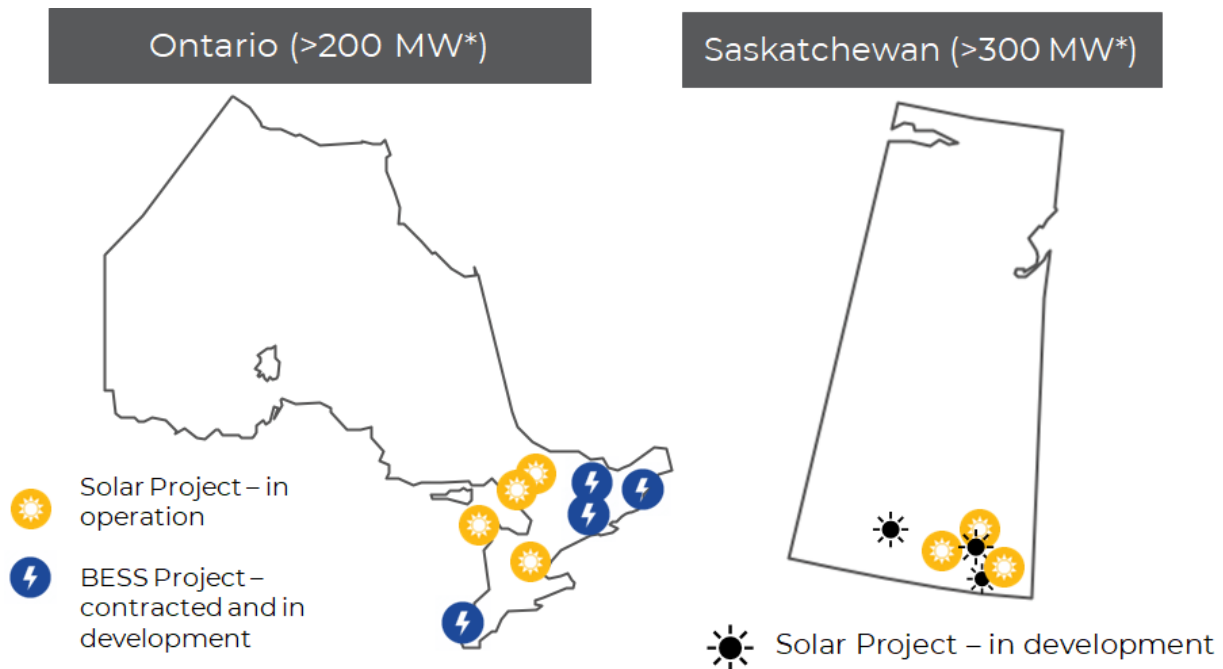 Ontario (>200 MW*)
Saskatchewan (>300 MW*)
Solar Project – in
operation
BESS Project –
contracted and in
development
Solar Project – in development